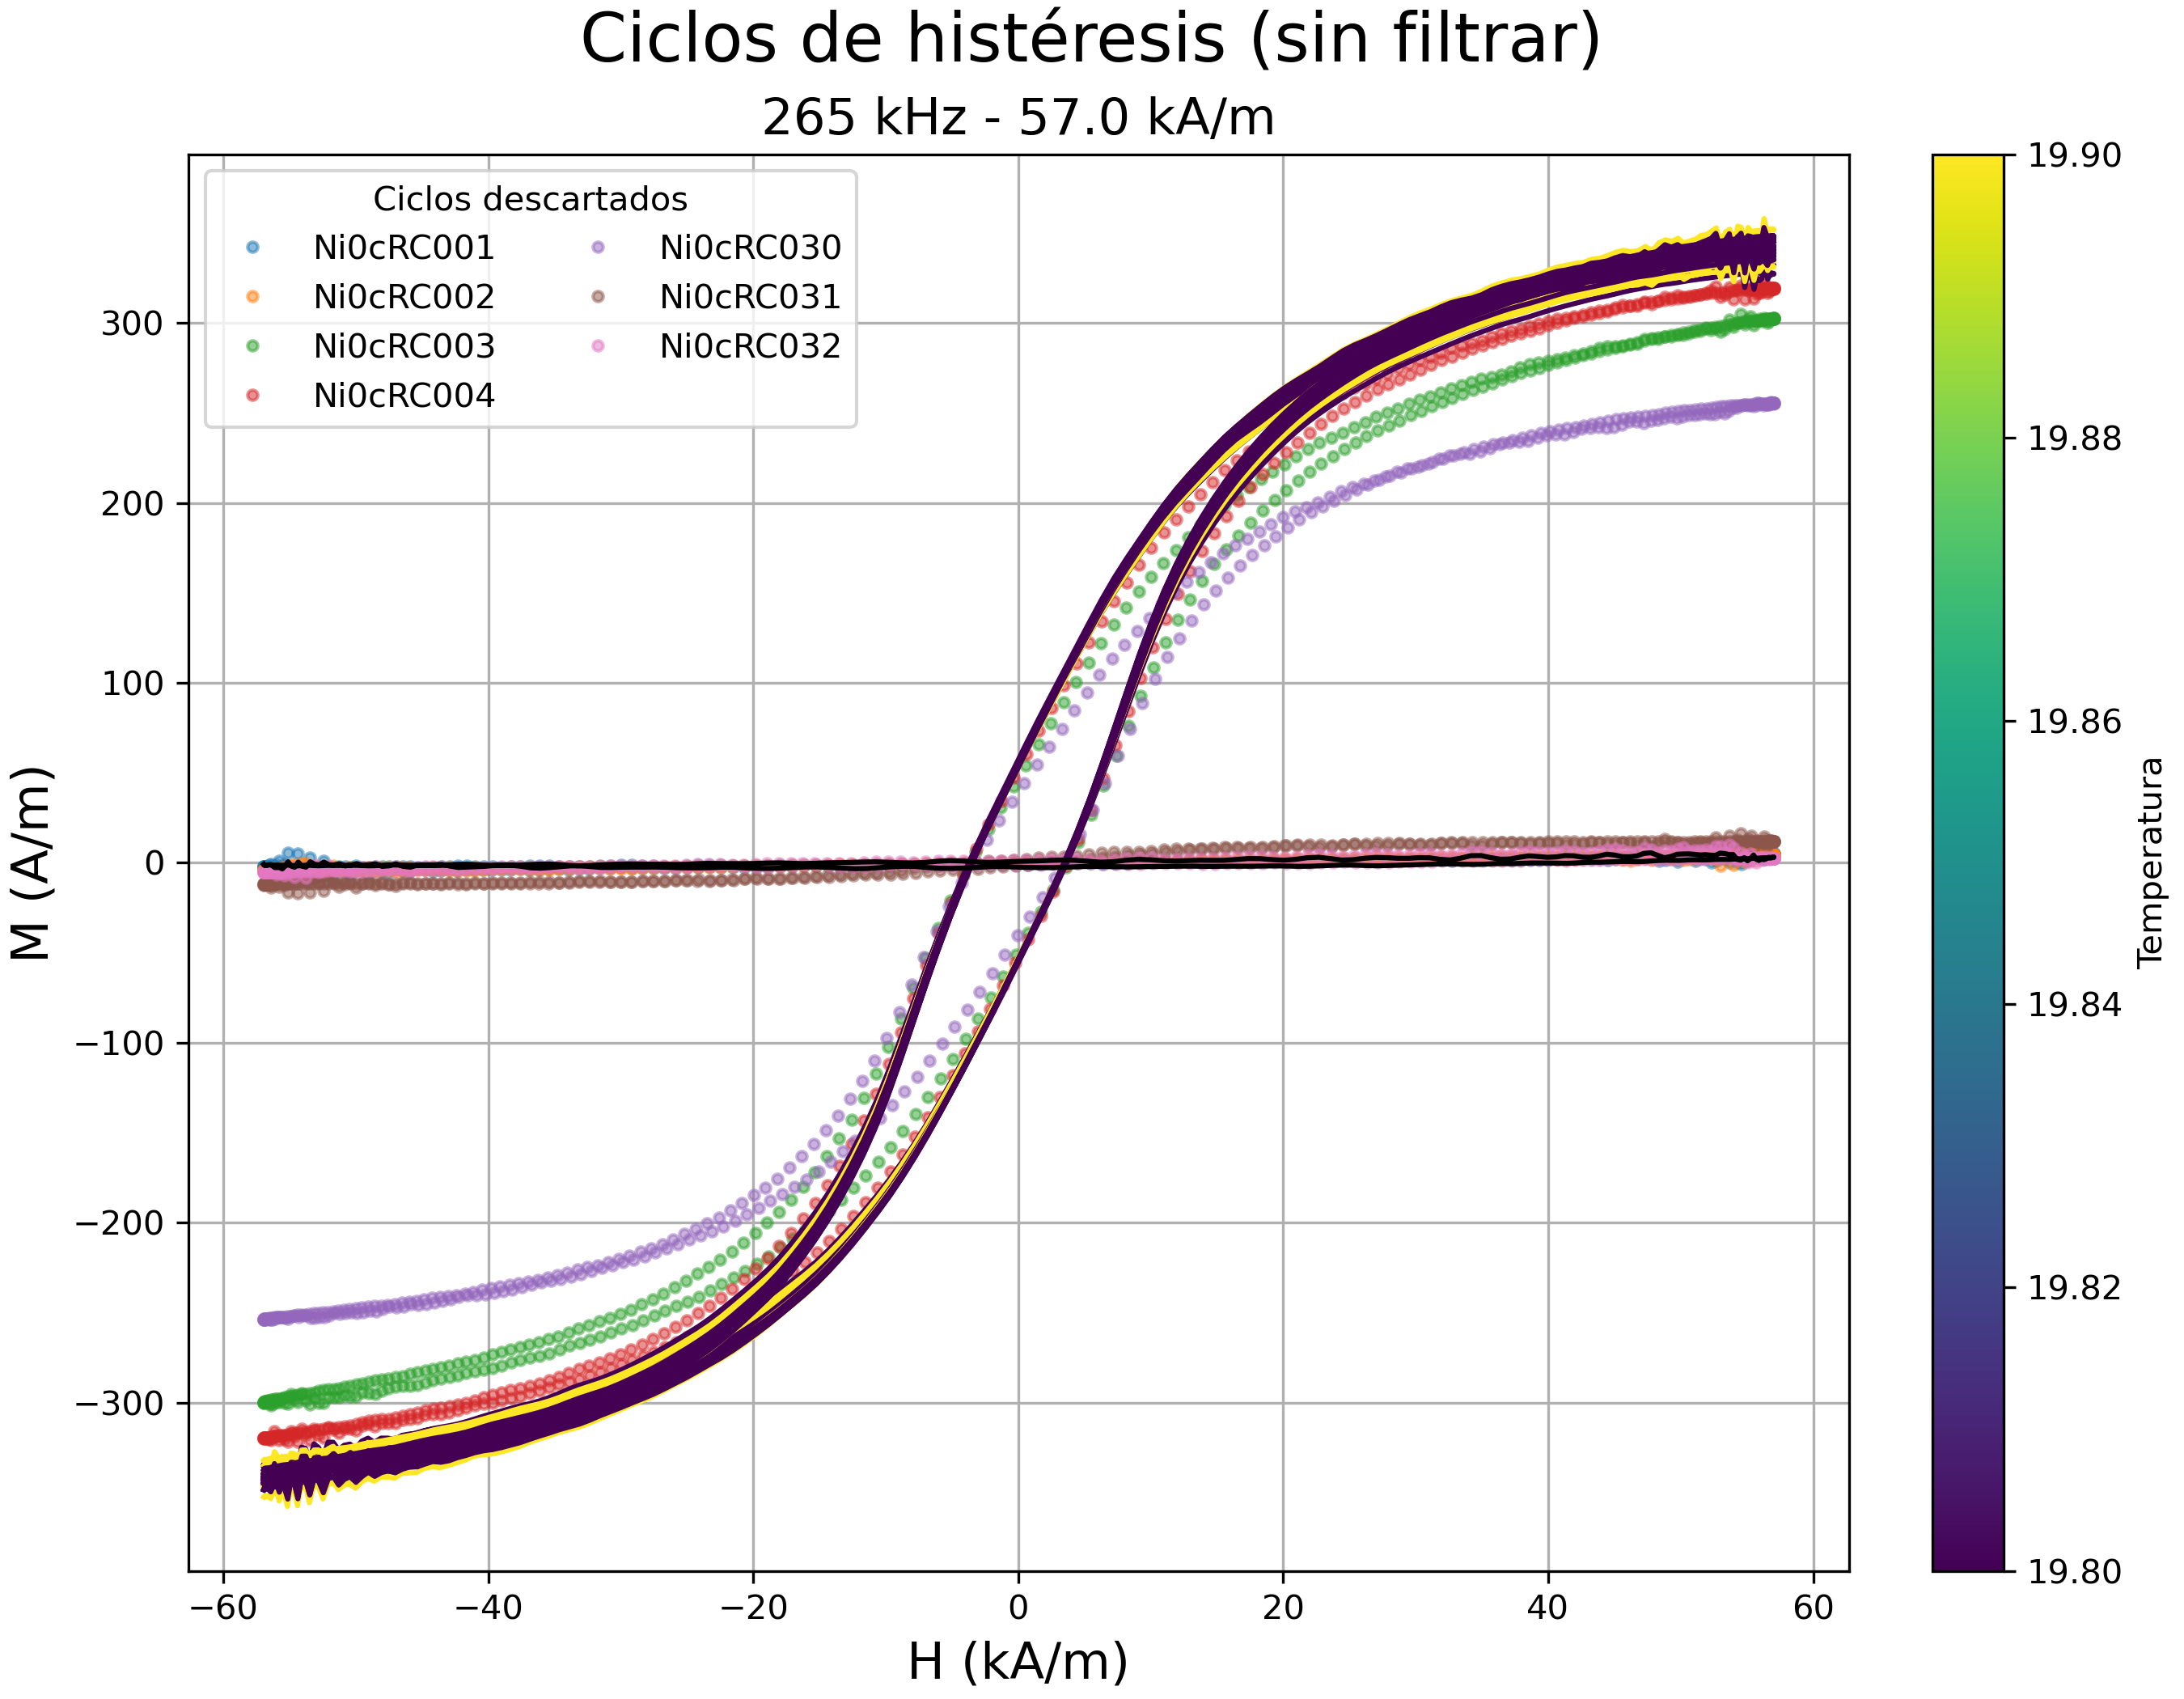 Ciclos de histéresis (sin filtrar)
265 kHz - 57.0 kA/m
Ciclos descartados
Ni0cRC001
Ni0cRC002
Ni0cRC003
Ni0cRC004
Ni0cRC030
Ni0cRC031
Ni0cRC032
M (A/m)
300
200
100
0
−100
−200
−300
−60 −40 −20 0 20 40 60
H (kA/m)
19.90
19.88
19.86
19.84
19.82
19.80
Temperatura